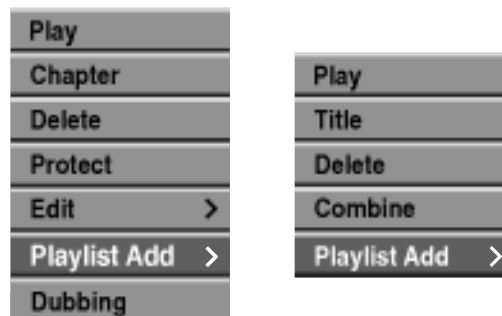 Play
Chapter
Delete
Protect
Edit >
Playlist Add >
Dubbing
Play
Title
Delete
Combine
Playlist Add >